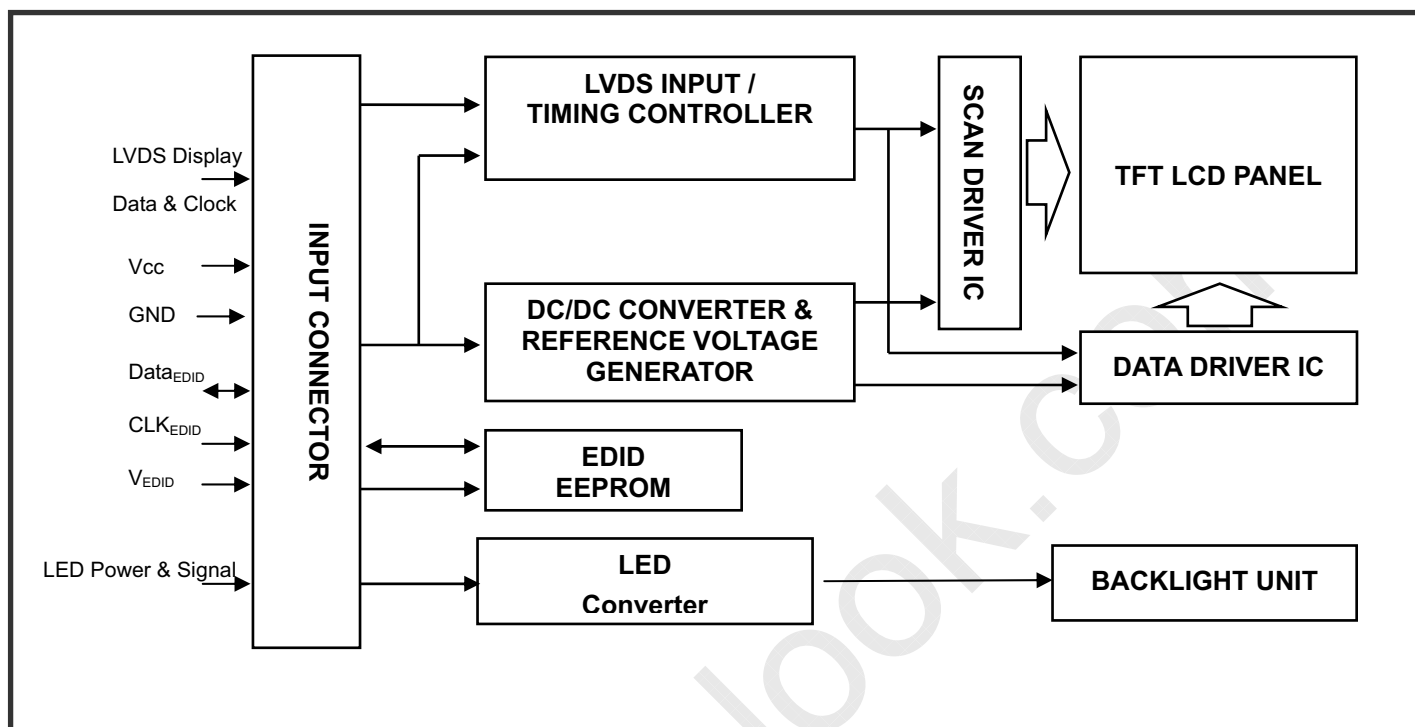 LVDS Display
Data & Clock
Vcc
GND
DataEDID
CLKEDID
VEDID
LED Power & Signal
INPUT CONNECTOR
LVDS INPUT /
TIMING CONTROLLER
DC/DC CONVERTER &
REFERENCE VOLTAGE
GENERATOR
EDID
EEPROM
LED
Converter
SCAN DRIVER IC
TFT LCD PANEL
DATA DRIVER IC
BACKLIGHT UNIT
look.com